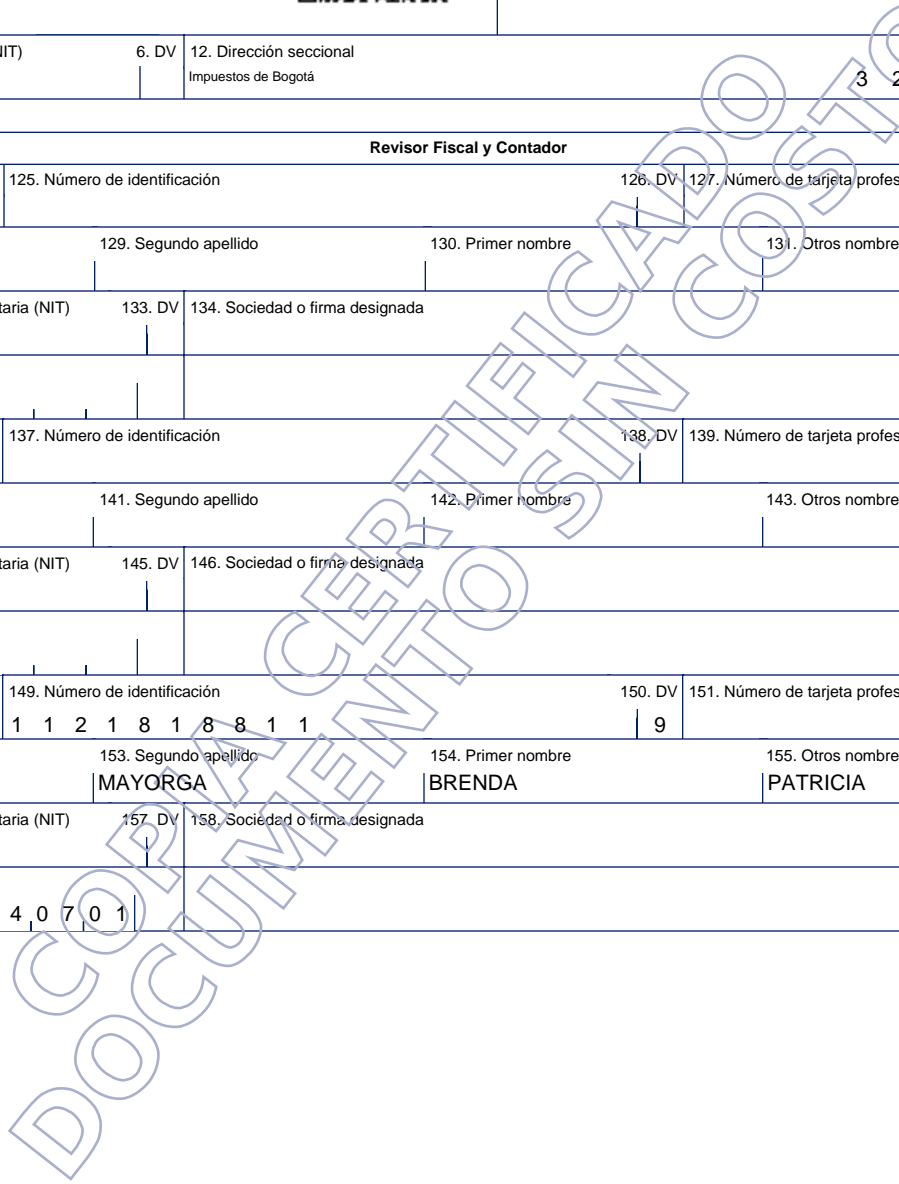 6. DV 12. Dirección seccional
Impuestos de Bogotá 3 2
Revisor Fiscal y Contador
125. Número de identificación 126. DV 127. Número de tarjeta profes
129. Segundo apellido 130. Primer nombre 131. Otros nombre
taria (NIT) 133. DV 134. Sociedad o firma designada
137. Número de identificación 138. DV 139. Número de tarjeta profes
141. Segundo apellido 142. Primer nombre 143. Otros nombre
taria (NIT) 145. DV 146. Sociedad o firma designada
149. Número de identificación 150. DV 151. Número de tarjeta profes
1 1 2 1 8 1 8 8 1 1 9
153. Segundo apellido 154. Primer nombre 155. Otros nombre
MAYORGA BRENDA PATRICIA
taria (NIT) 157. DV 158. Sociedad o firma designada
4 0 7 0 1
COPIA CERTIFICADO
DOCUMENTO SIN COSTO